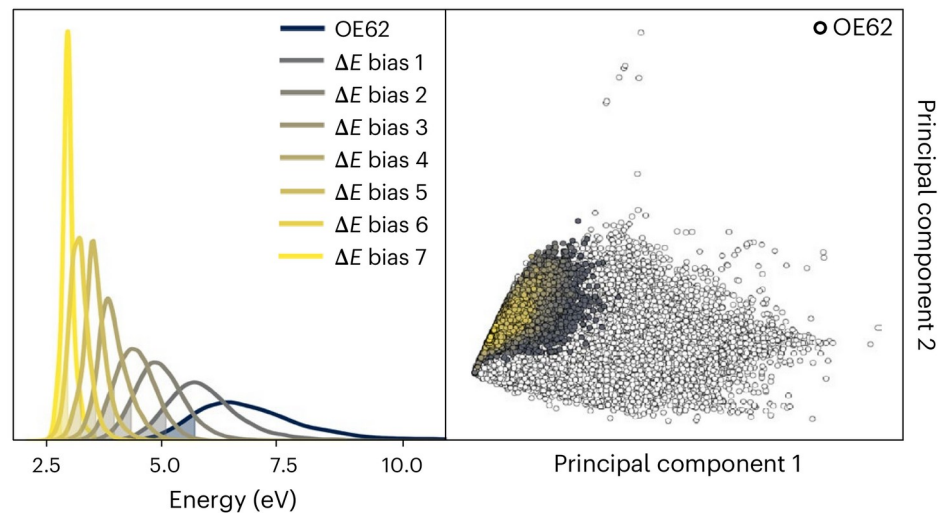 OE62
ΔE bias 1
ΔE bias 2
ΔE bias 3
ΔE bias 4
ΔE bias 5
ΔE bias 6
ΔE bias 7
2.5 5.0 7.5 10.0
Energy (eV)
OE62
Principal component 1
Principal component 2